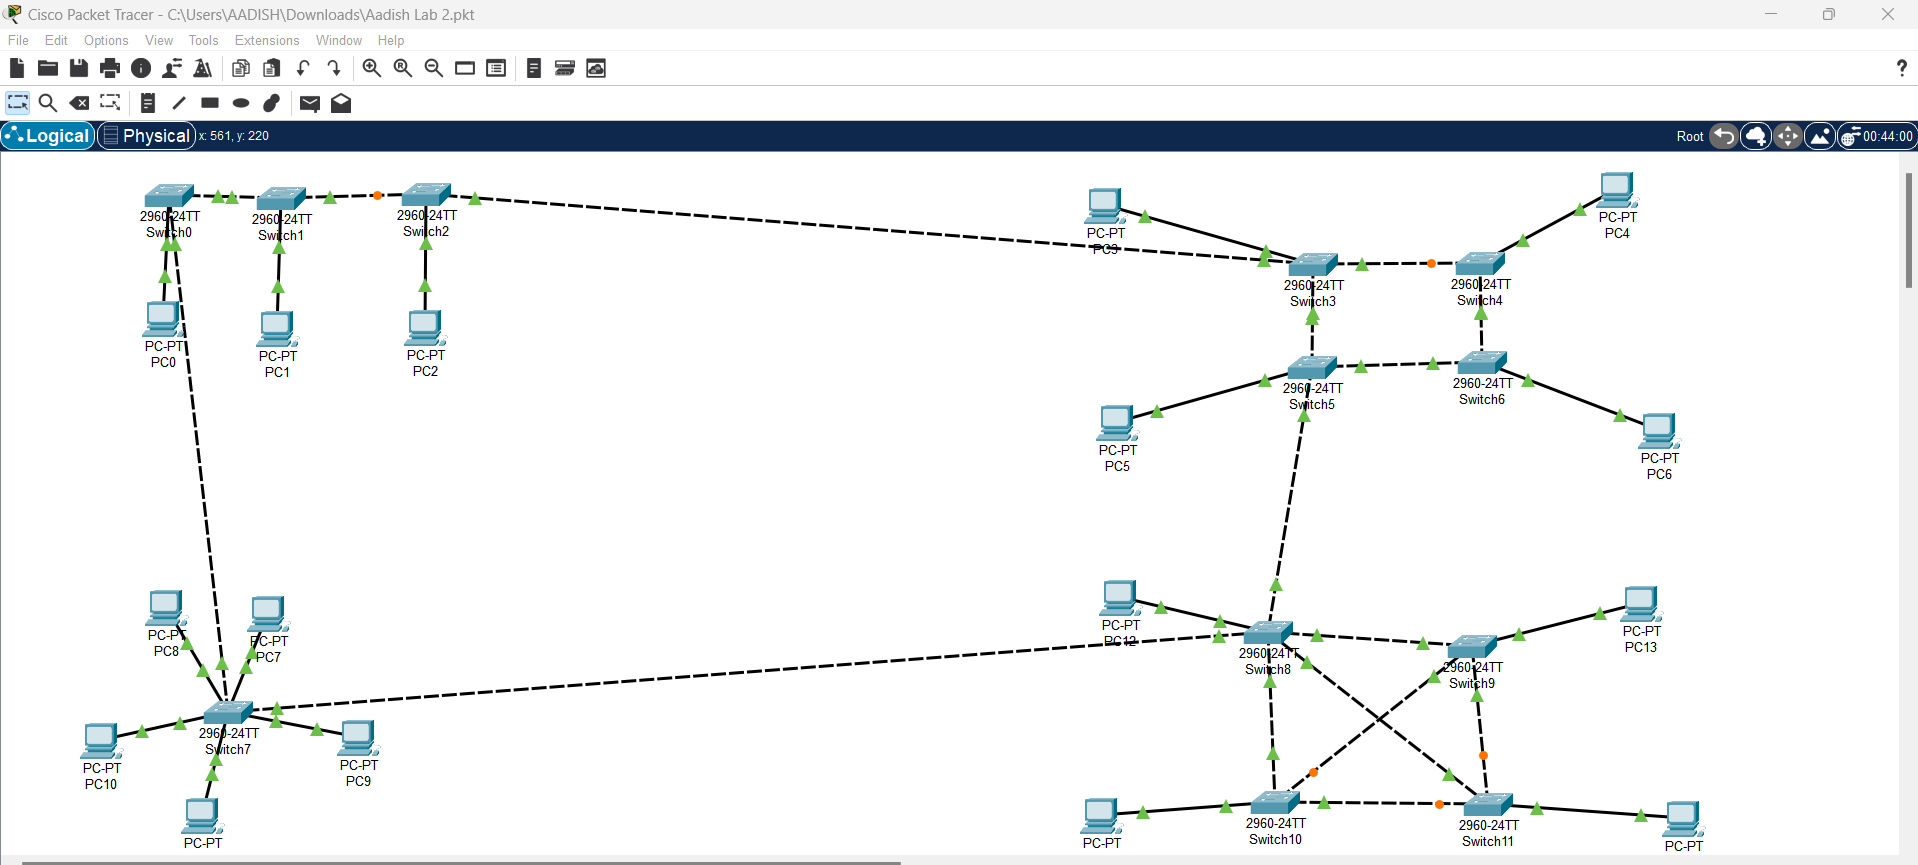 Cisco Packet Tracer - C:\Users\AADISH\Downloads\Aadish Lab 2.pkt
File Edit Options View Tools Extensions Window Help
?
Logical Physical x: 561, y: 220 Root 00:44:00
2960-24TT
Switch0
2960-24TT
Switch1
2960-24TT
Switch2
PC-PT
PC0
PC-PT
PC1
PC-PT
PC2
PC-PT
PC3
PC-PT
PC4
2960-24TT
Switch3
2960-24TT
Switch4
2960-24TT
Switch5
2960-24TT
Switch6
PC-PT
PC5
PC-PT
PC6
PC-PT
PC8
PC-PT
PC7
2960-24TT
Switch7
PC-PT
PC10
PC-PT
PC9
PC-PT
PC-PT
PC12
PC-PT
PC13
2960-24TT
Switch8
2960-24TT
Switch9
2960-24TT
Switch10
2960-24TT
Switch11
PC-PT
PC-PT